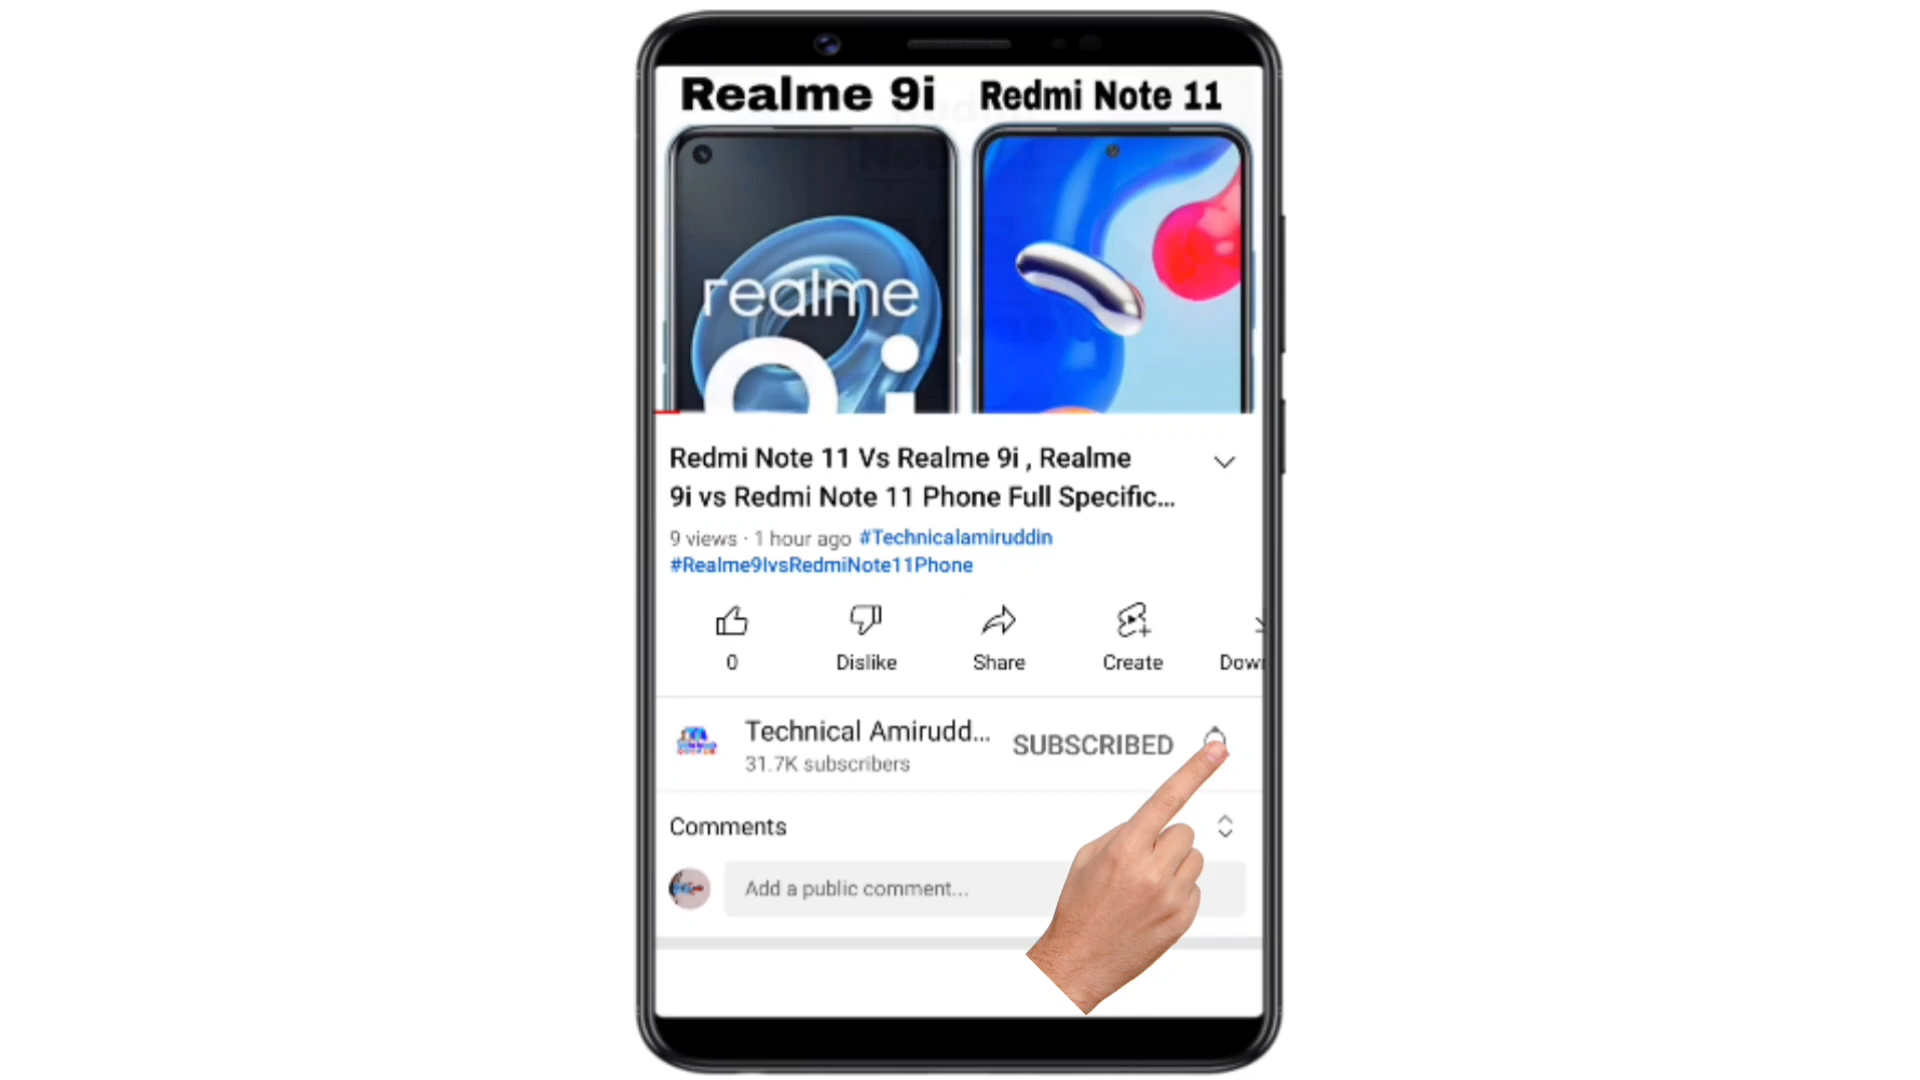 Realme 9i Redmi Note 11
realme
9i
Redmi Note 11 Vs Realme 9i , Realme
9i vs Redmi Note 11 Phone Full Specific...
9 views · 1 hour ago #Technicalamiruddin
#Realme9IvsRedmiNote11Phone
0 Dislike Share Create Down
Technical Amirudd... SUBSCRIBED
31.7K subscribers
Comments
Add a public comment...